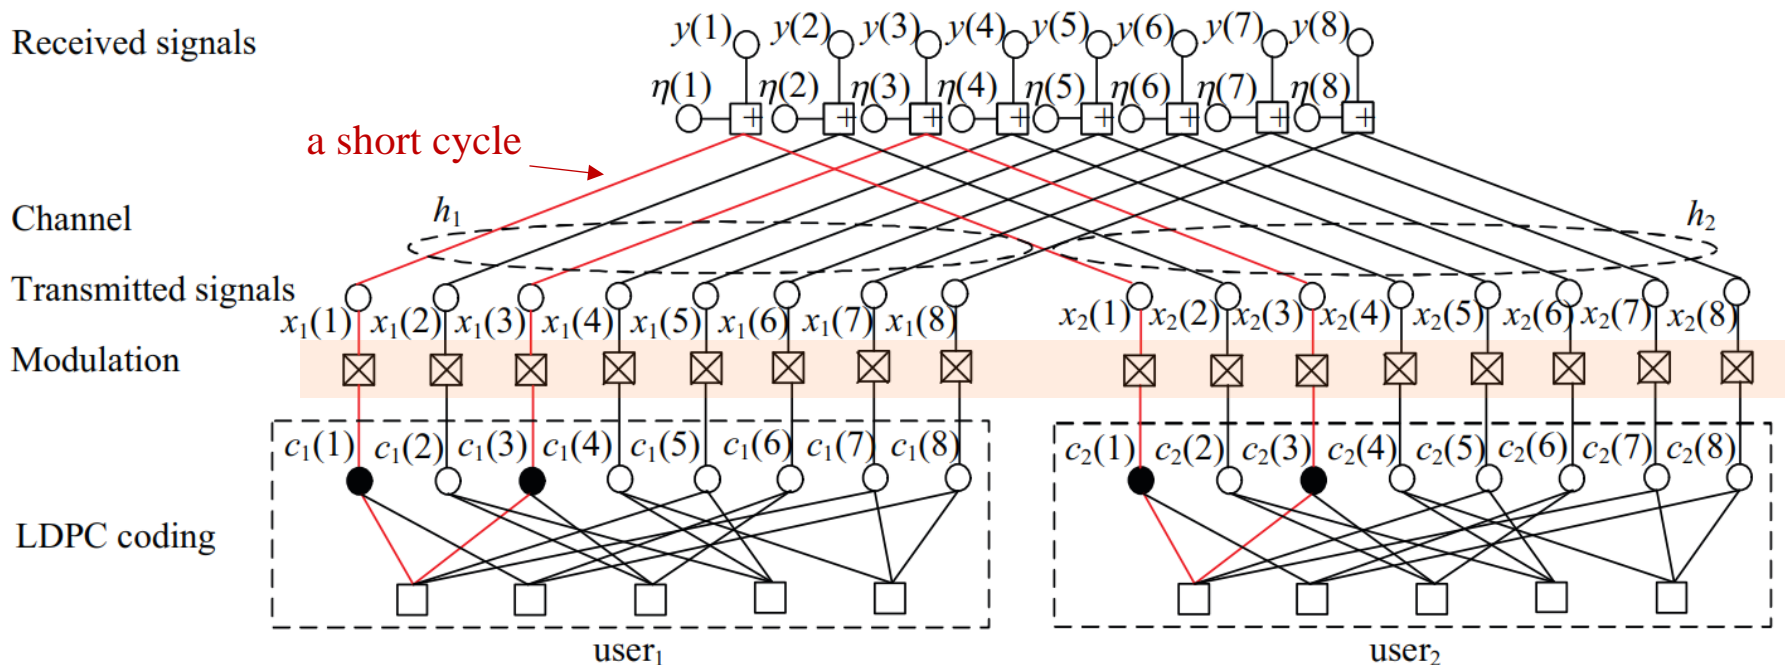 Received signals
y(1) y(2) y(3) y(4) y(5) y(6) y(7) y(8)
η(1) η(2) η(3) η(4) η(5) η(6) η(7) η(8)
+ + + + + + + +
a short cycle
Channel
h₁
h₂
Transmitted signals
x₁(1) x₁(2) x₁(3) x₁(4) x₁(5) x₁(6) x₁(7) x₁(8) x₂(1) x₂(2) x₂(3) x₂(4) x₂(5) x₂(6) x₂(7) x₂(8)
Modulation
c₁(1) c₁(2) c₁(3) c₁(4) c₁(5) c₁(6) c₁(7) c₁(8) c₂(1) c₂(2) c₂(3) c₂(4) c₂(5) c₂(6) c₂(7) c₂(8)
LDPC coding
user₁ user₂